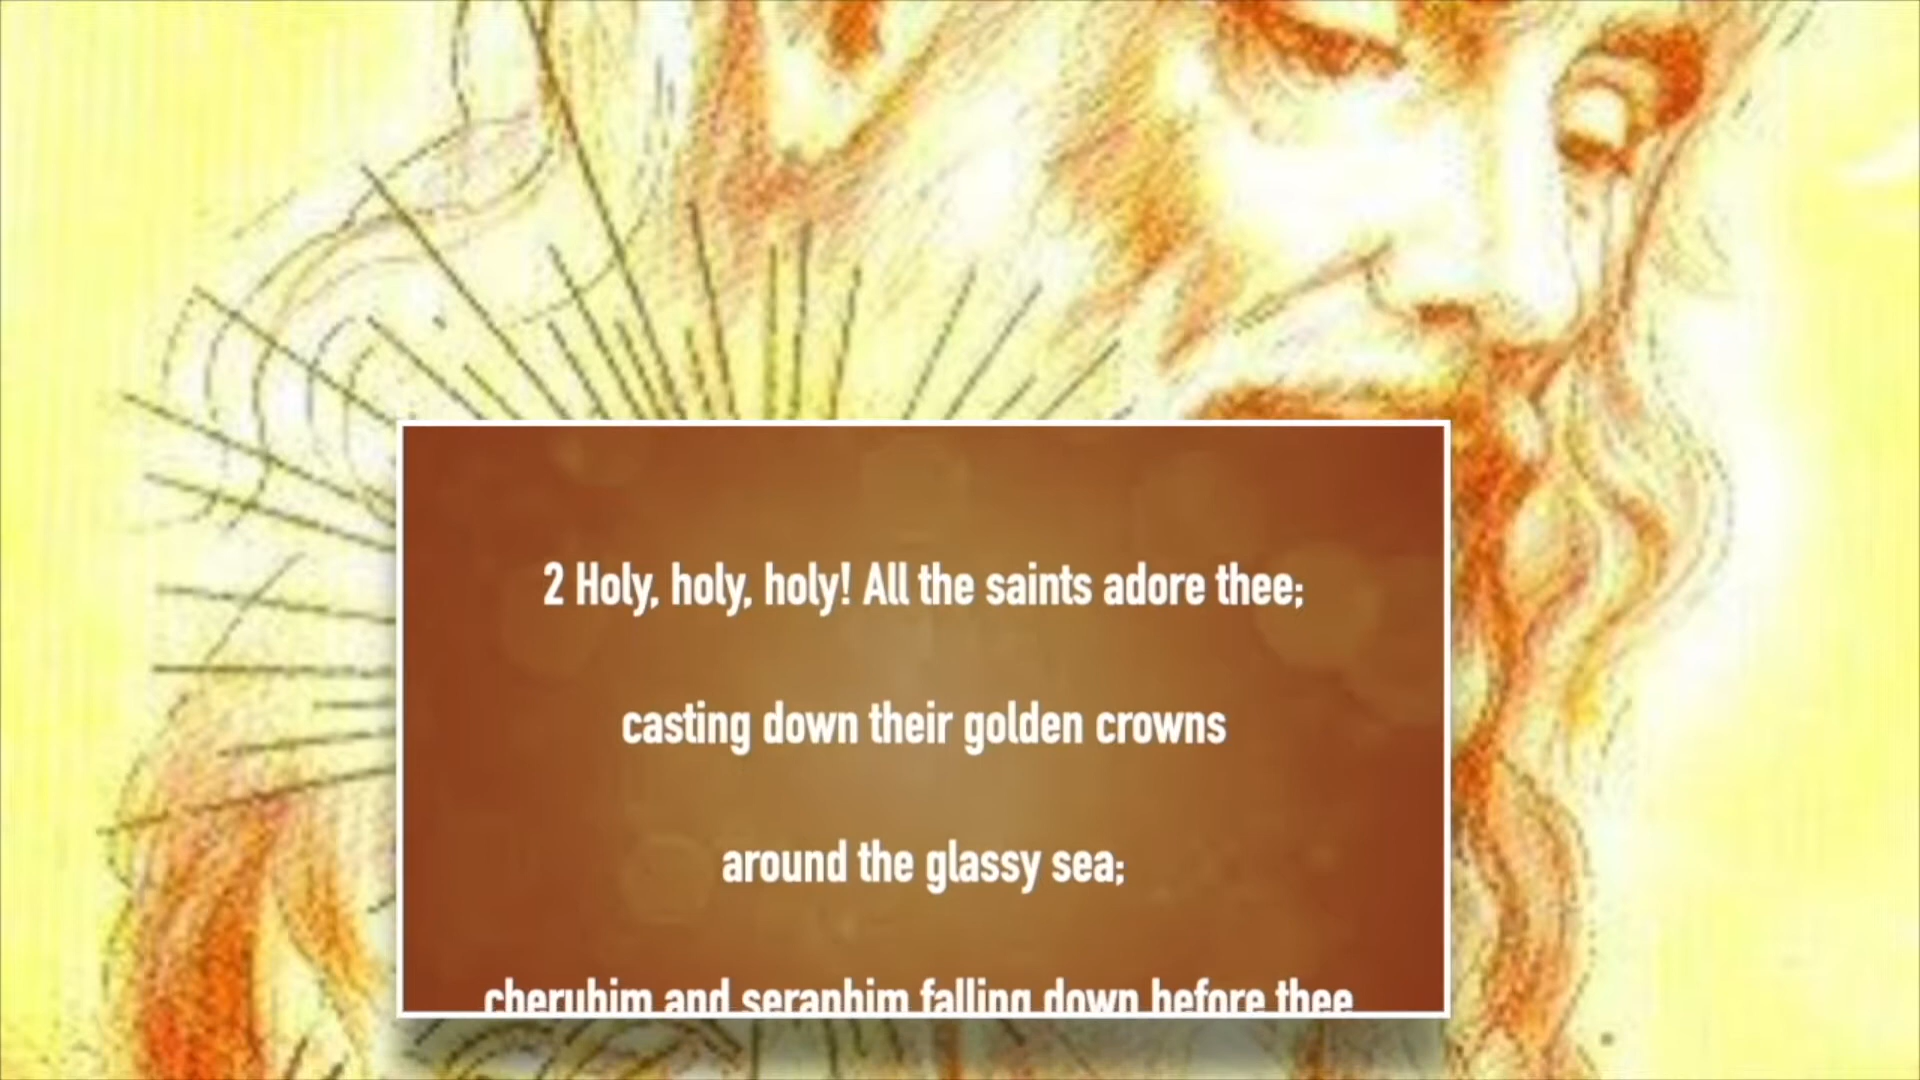 2 Holy, holy, holy! All the saints adore thee;
casting down their golden crowns
around the glassy sea;
cherubim and seraphim falling down before thee